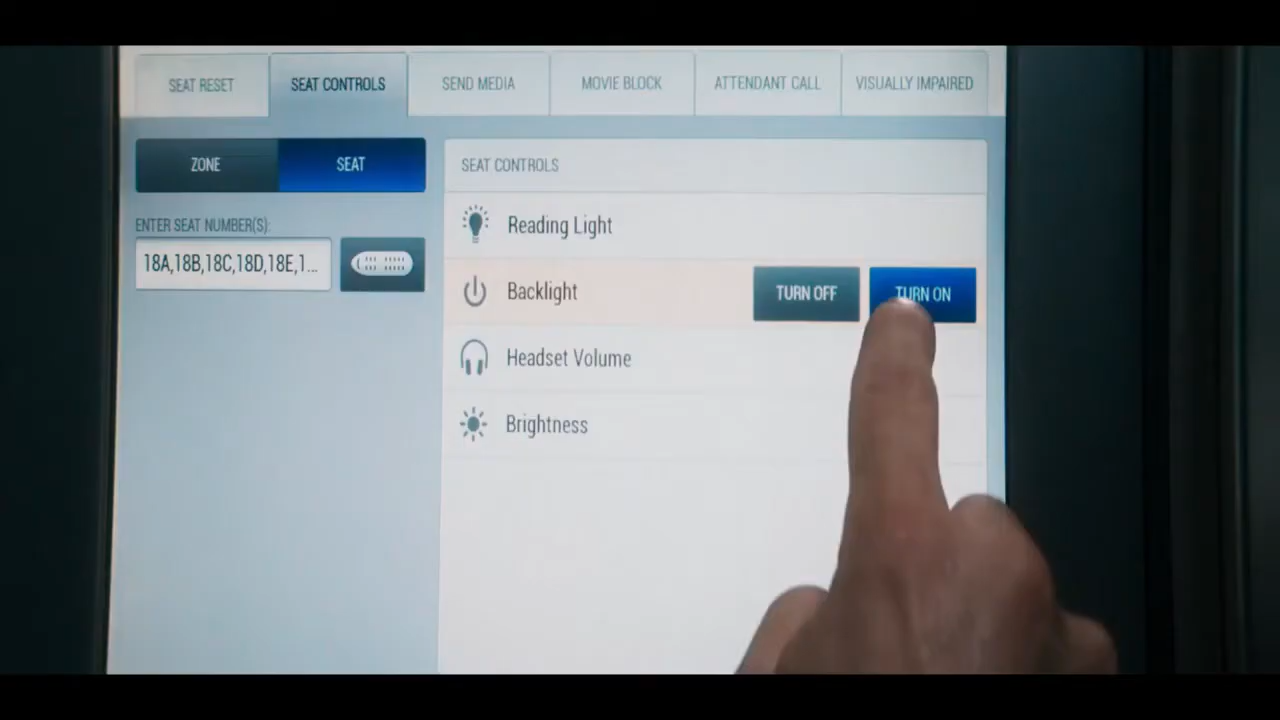 SEAT RESET
SEAT CONTROLS
SEND MEDIA
MOVIE BLOCK
ATTENDANT CALL
VISUALLY IMPAIRED
ZONE
SEAT
ENTER SEAT NUMBER(S):
18A,18B,18C,18D,18E,1...
SEAT CONTROLS
Reading Light
Backlight
TURN OFF
TURN ON
Headset Volume
Brightness